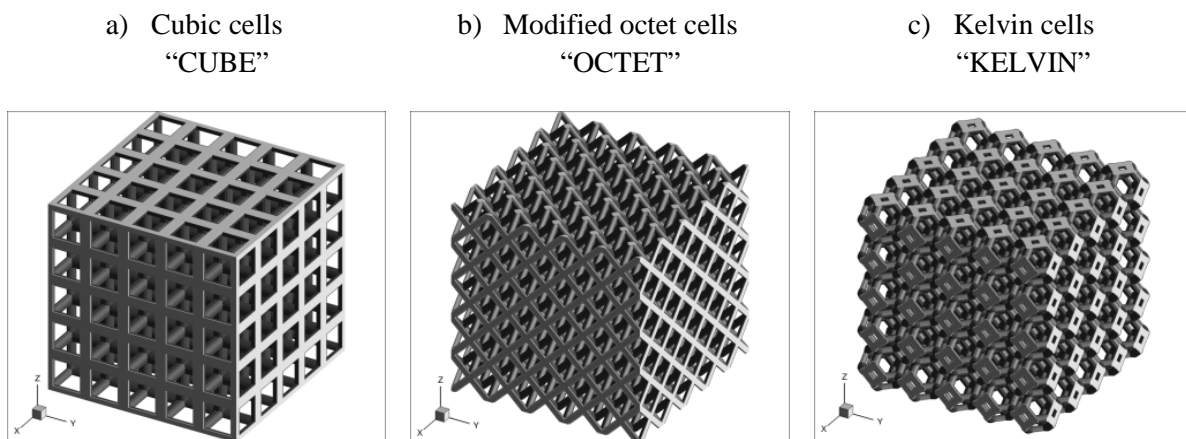 a) Cubic cells
“CUBE”
b) Modified octet cells
“OCTET”
c) Kelvin cells
“KELVIN”
Z
X
Y
Z
X
Y
Z
X
Y